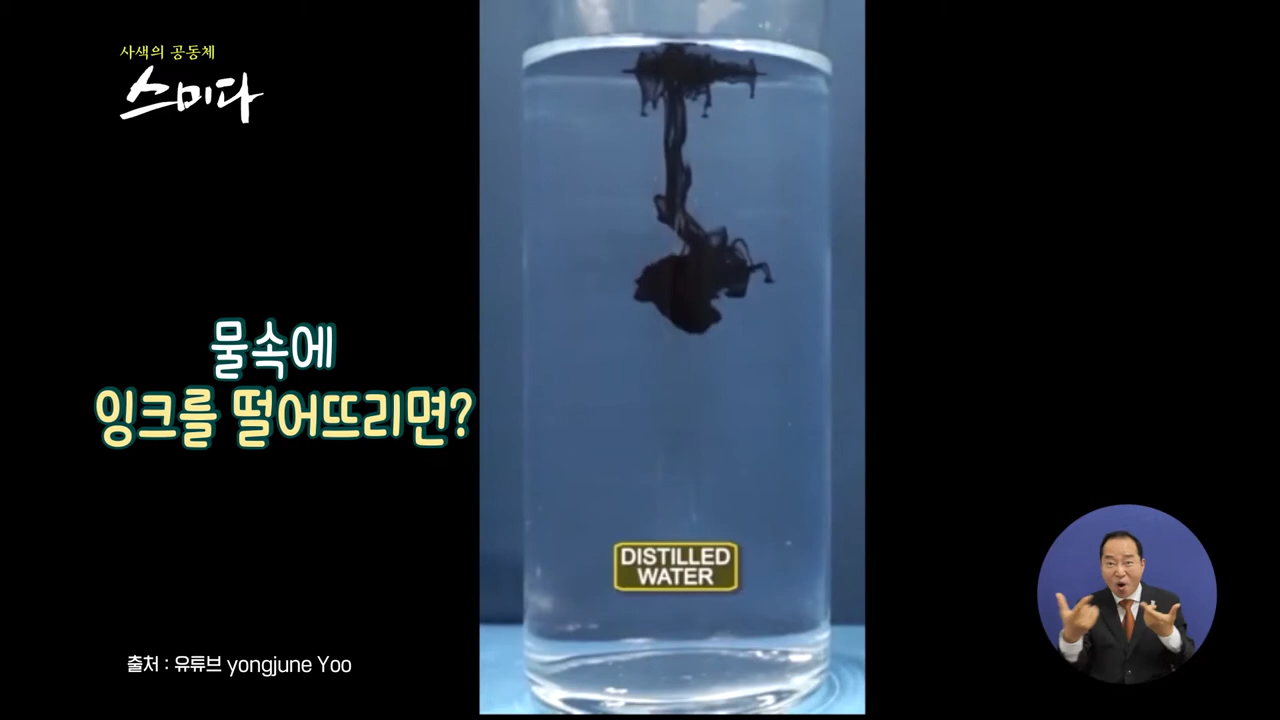 사색의 공동체
스미다
물속에
잉크를 떨어뜨리면?
DISTILLED
WATER
출처 : 유튜브 yongjune Yoo